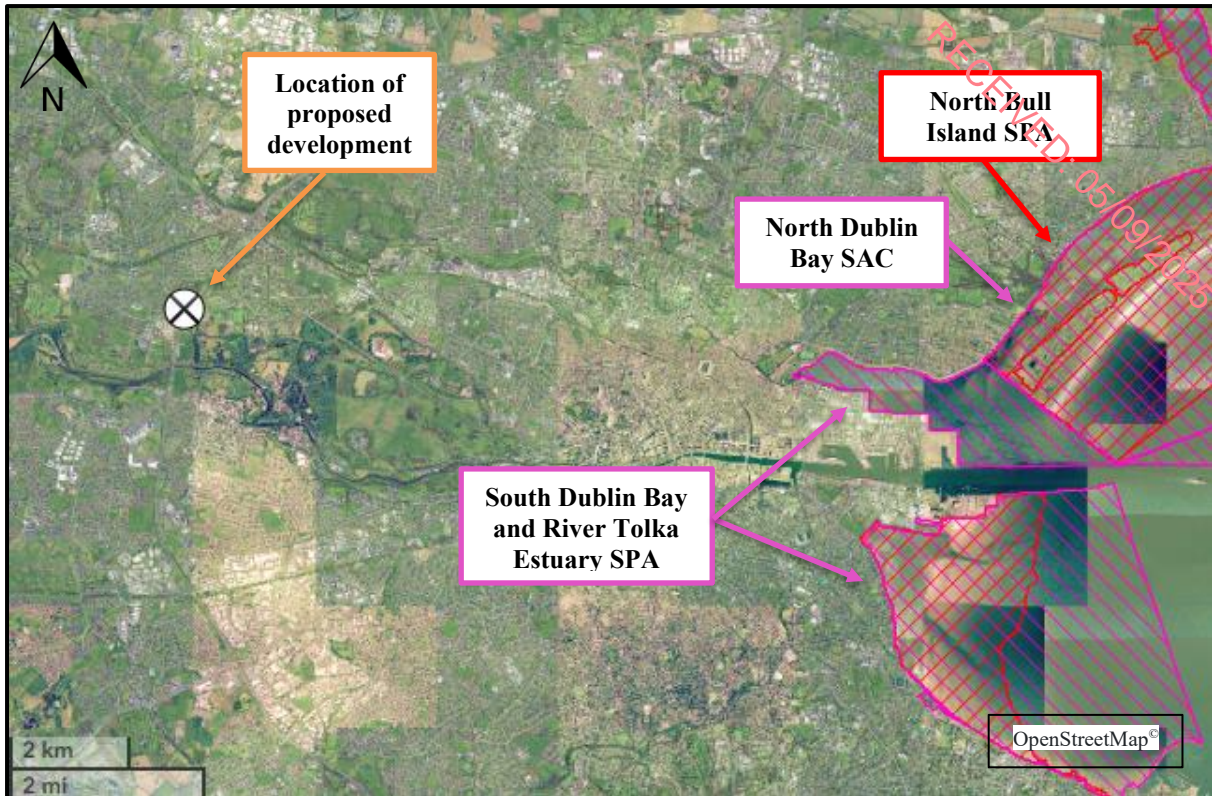 N
Location of
proposed
development
North Bull
Island SPA
RECEIVED: 05/09/2025
North Dublin
Bay SAC
South Dublin Bay
and River Tolka
Estuary SPA
OpenStreetMap©
2 km
2 mi